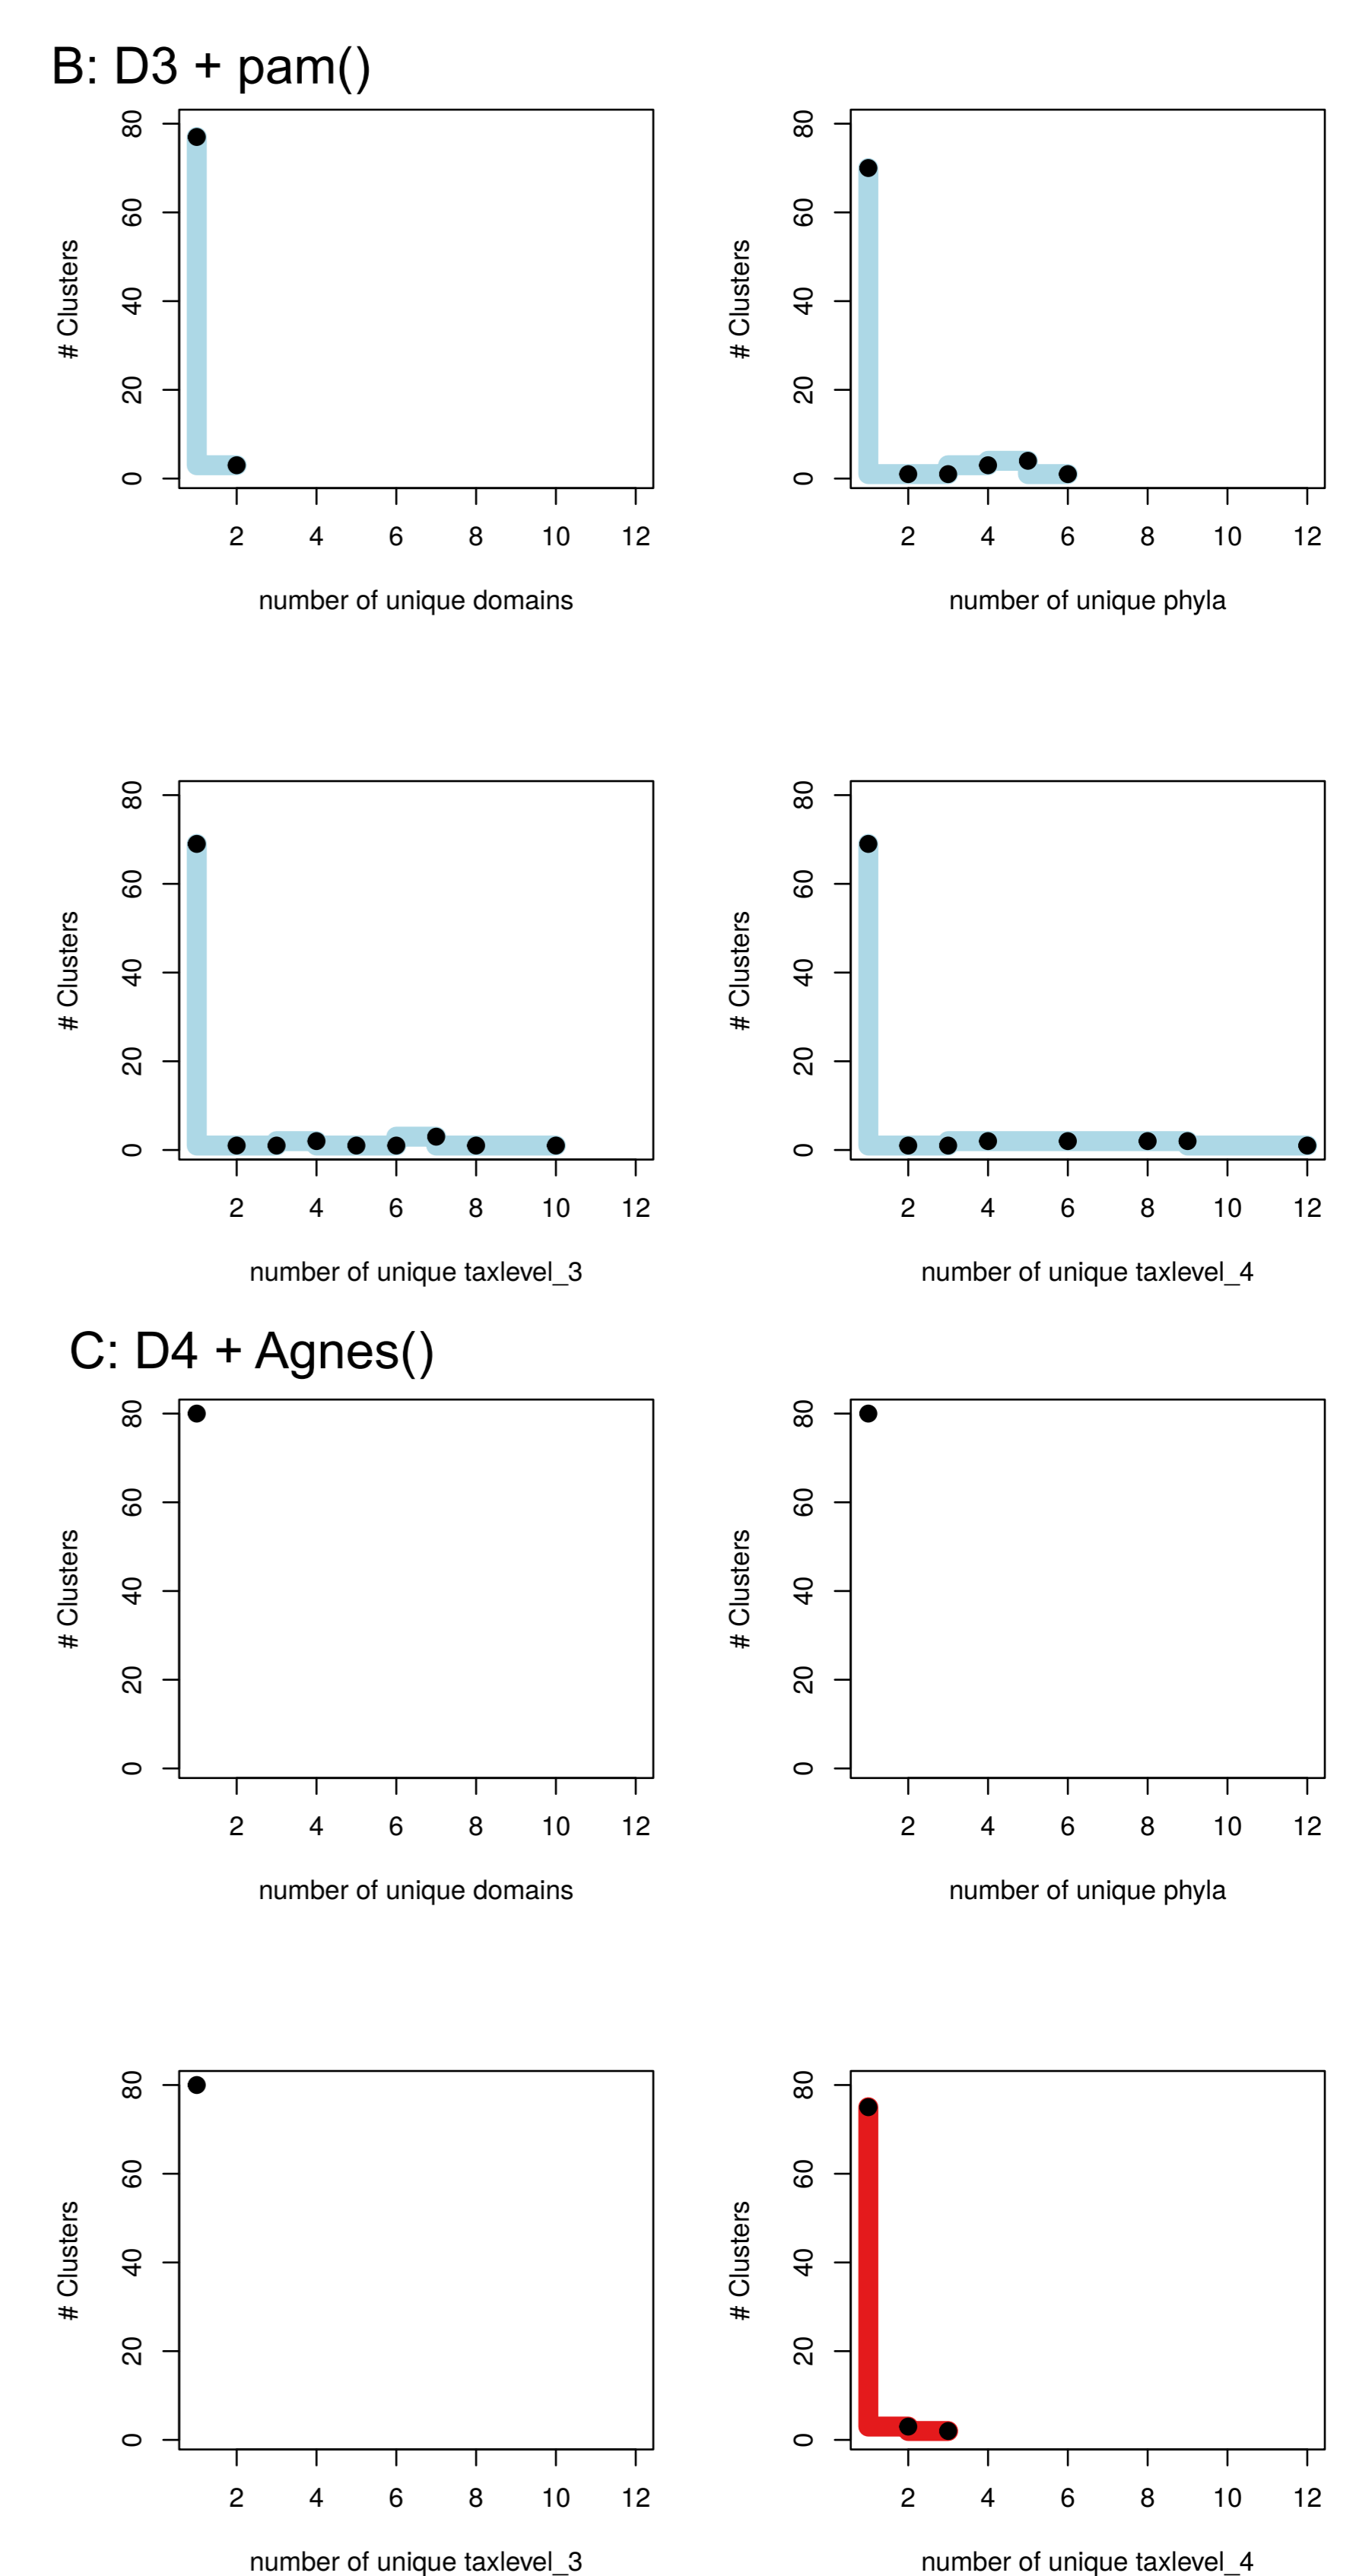 B: D3 + pam()
80
60
40
20
0
# Clusters
2 4 6 8 10 12
number of unique domains
80
60
40
20
0
# Clusters
2 4 6 8 10 12
number of unique phyla
80
60
40
20
0
# Clusters
2 4 6 8 10 12
number of unique taxlevel_3
80
60
40
20
0
# Clusters
2 4 6 8 10 12
number of unique taxlevel_4
C: D4 + Agnes()
80
60
40
20
0
# Clusters
2 4 6 8 10 12
number of unique domains
80
60
40
20
0
# Clusters
2 4 6 8 10 12
number of unique phyla
80
60
40
20
0
# Clusters
2 4 6 8 10 12
number of unique taxlevel_3
80
60
40
20
0
# Clusters
2 4 6 8 10 12
number of unique taxlevel_4